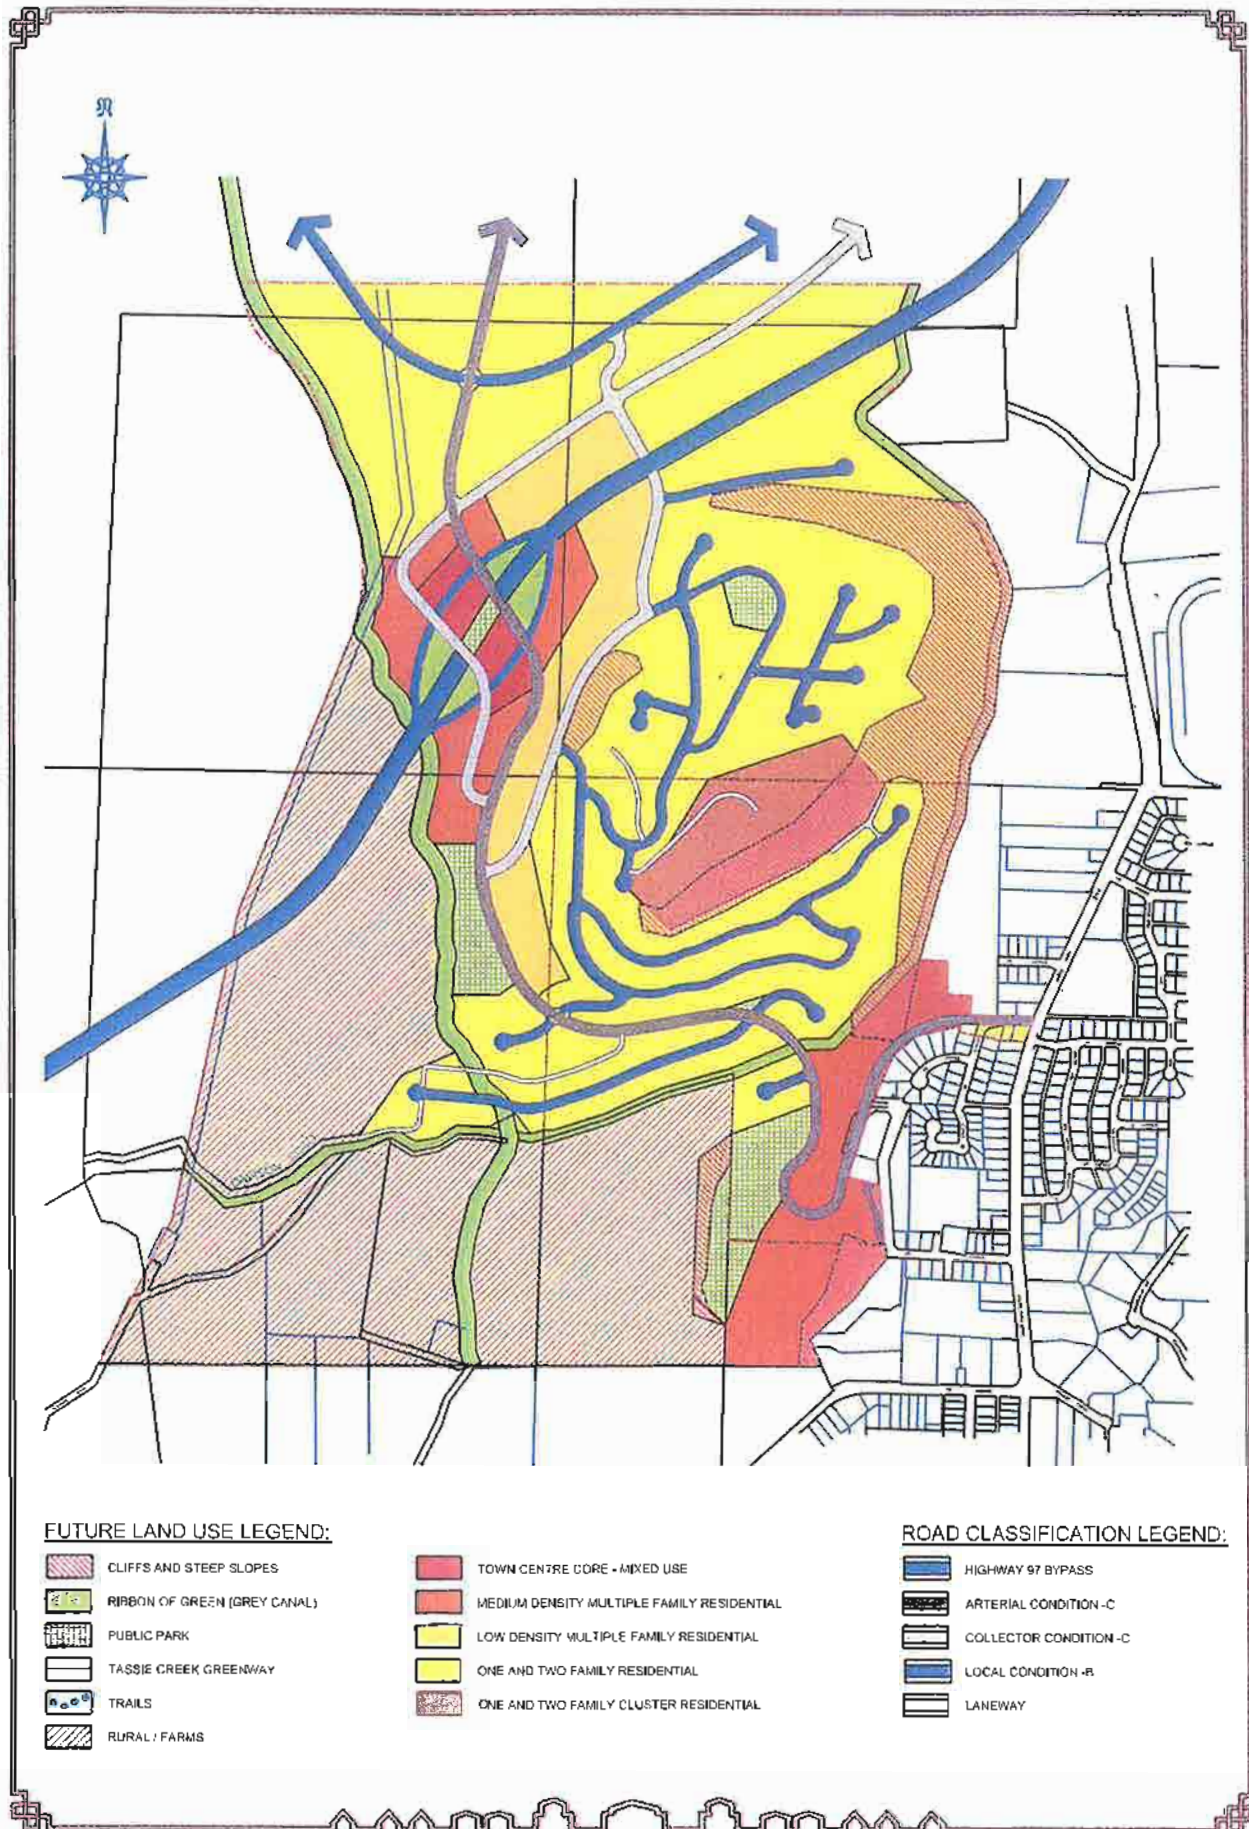 N
FUTURE LAND USE LEGEND:
CLIFFS AND STEEP SLOPES
RIBBON OF GREEN (GREY CANAL)
PUBLIC PARK
TASSIE CREEK GREENWAY
TRAILS
RURAL / FARMS
TOWN CENTRE CORE - MIXED USE
MEDIUM DENSITY MULTIPLE FAMILY RESIDENTIAL
LOW DENSITY MULTIPLE FAMILY RESIDENTIAL
ONE AND TWO FAMILY RESIDENTIAL
ONE AND TWO FAMILY CLUSTER RESIDENTIAL
ROAD CLASSIFICATION LEGEND:
HIGHWAY 97 BYPASS
ARTERIAL CONDITION -C
COLLECTOR CONDITION -C
LOCAL CONDITION -B
LANEWAY